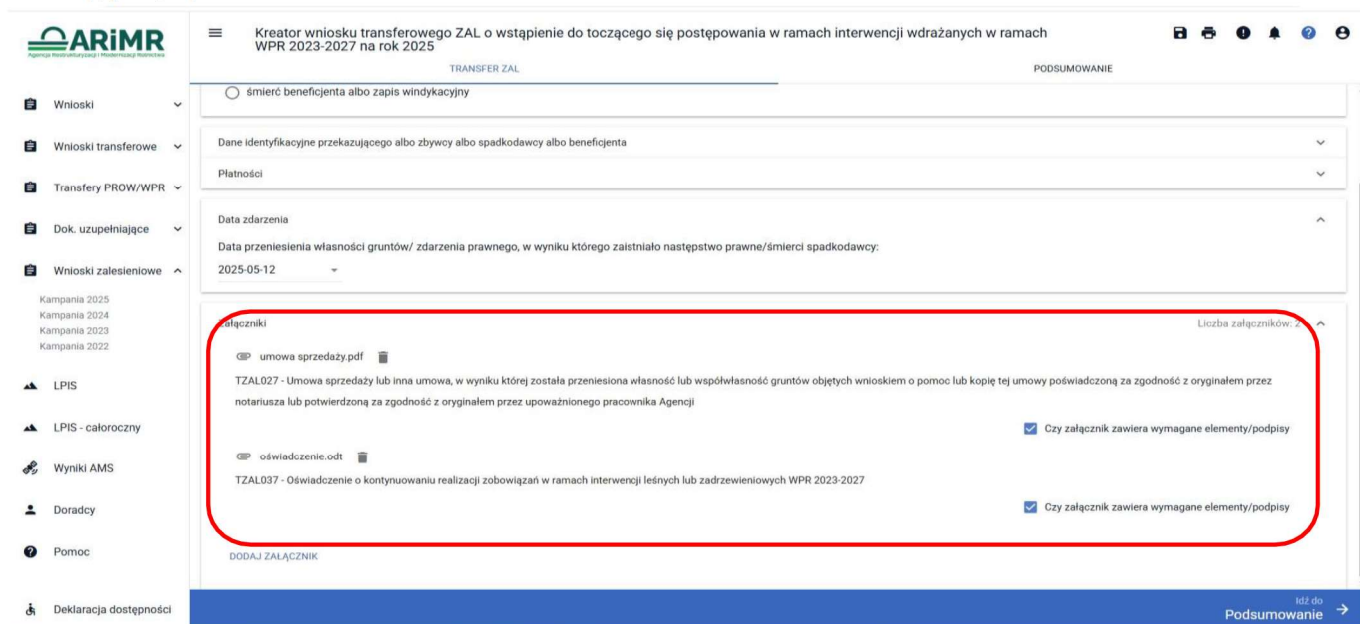 ARiMR
Agencja Restrukturyzacji i Modernizacji Rolnictwa
Kreator wniosku transferowego ZAL o wstąpienie do toczącego się postępowania w ramach interwencji wdrażanych w ramach
WPR 2023-2027 na rok 2025
TRANSFER ZAL
PODSUMOWANIE
Wnioski
Wnioski transferowe
Transfery PROW/WPR
Dok. uzupełniające
Wnioski zalesieniowe
Kampania 2025
Kampania 2024
Kampania 2023
Kampania 2022
LPIS
LPIS - całoroczny
Wyniki AMS
Doradcy
Pomoc
Deklaracja dostępności
śmierć beneficjenta albo zapis windykacyjny
Dane identyfikacyjne przekazującego albo zbywcy albo spadkodawcy albo beneficjenta
Płatności
Data zdarzenia
Data przeniesienia własności gruntów/ zdarzenia prawnego, w wyniku którego zaistniało następstwo prawne/śmierci spadkodawcy:
2025-05-12
Załączniki
Liczba załączników: 2
umowa sprzedaży.pdf
TZAL027 - Umowa sprzedaży lub inna umowa, w wyniku której została przeniesiona własność lub współwłasność gruntów objętych wnioskiem o pomoc lub kopię tej umowy poświadczoną za zgodność z oryginałem przez
notariusza lub potwierdzoną za zgodność z oryginałem przez upoważnionego pracownika Agencji
Czy załącznik zawiera wymagane elementy/podpisy
oświadczenie.odt
TZAL037 - Oświadczenie o kontynuowaniu realizacji zobowiązań w ramach interwencji leśnych lub zadrzewieniowych WPR 2023-2027
Czy załącznik zawiera wymagane elementy/podpisy
DODAJ ZAŁĄCZNIK
Idź do
Podsumowanie